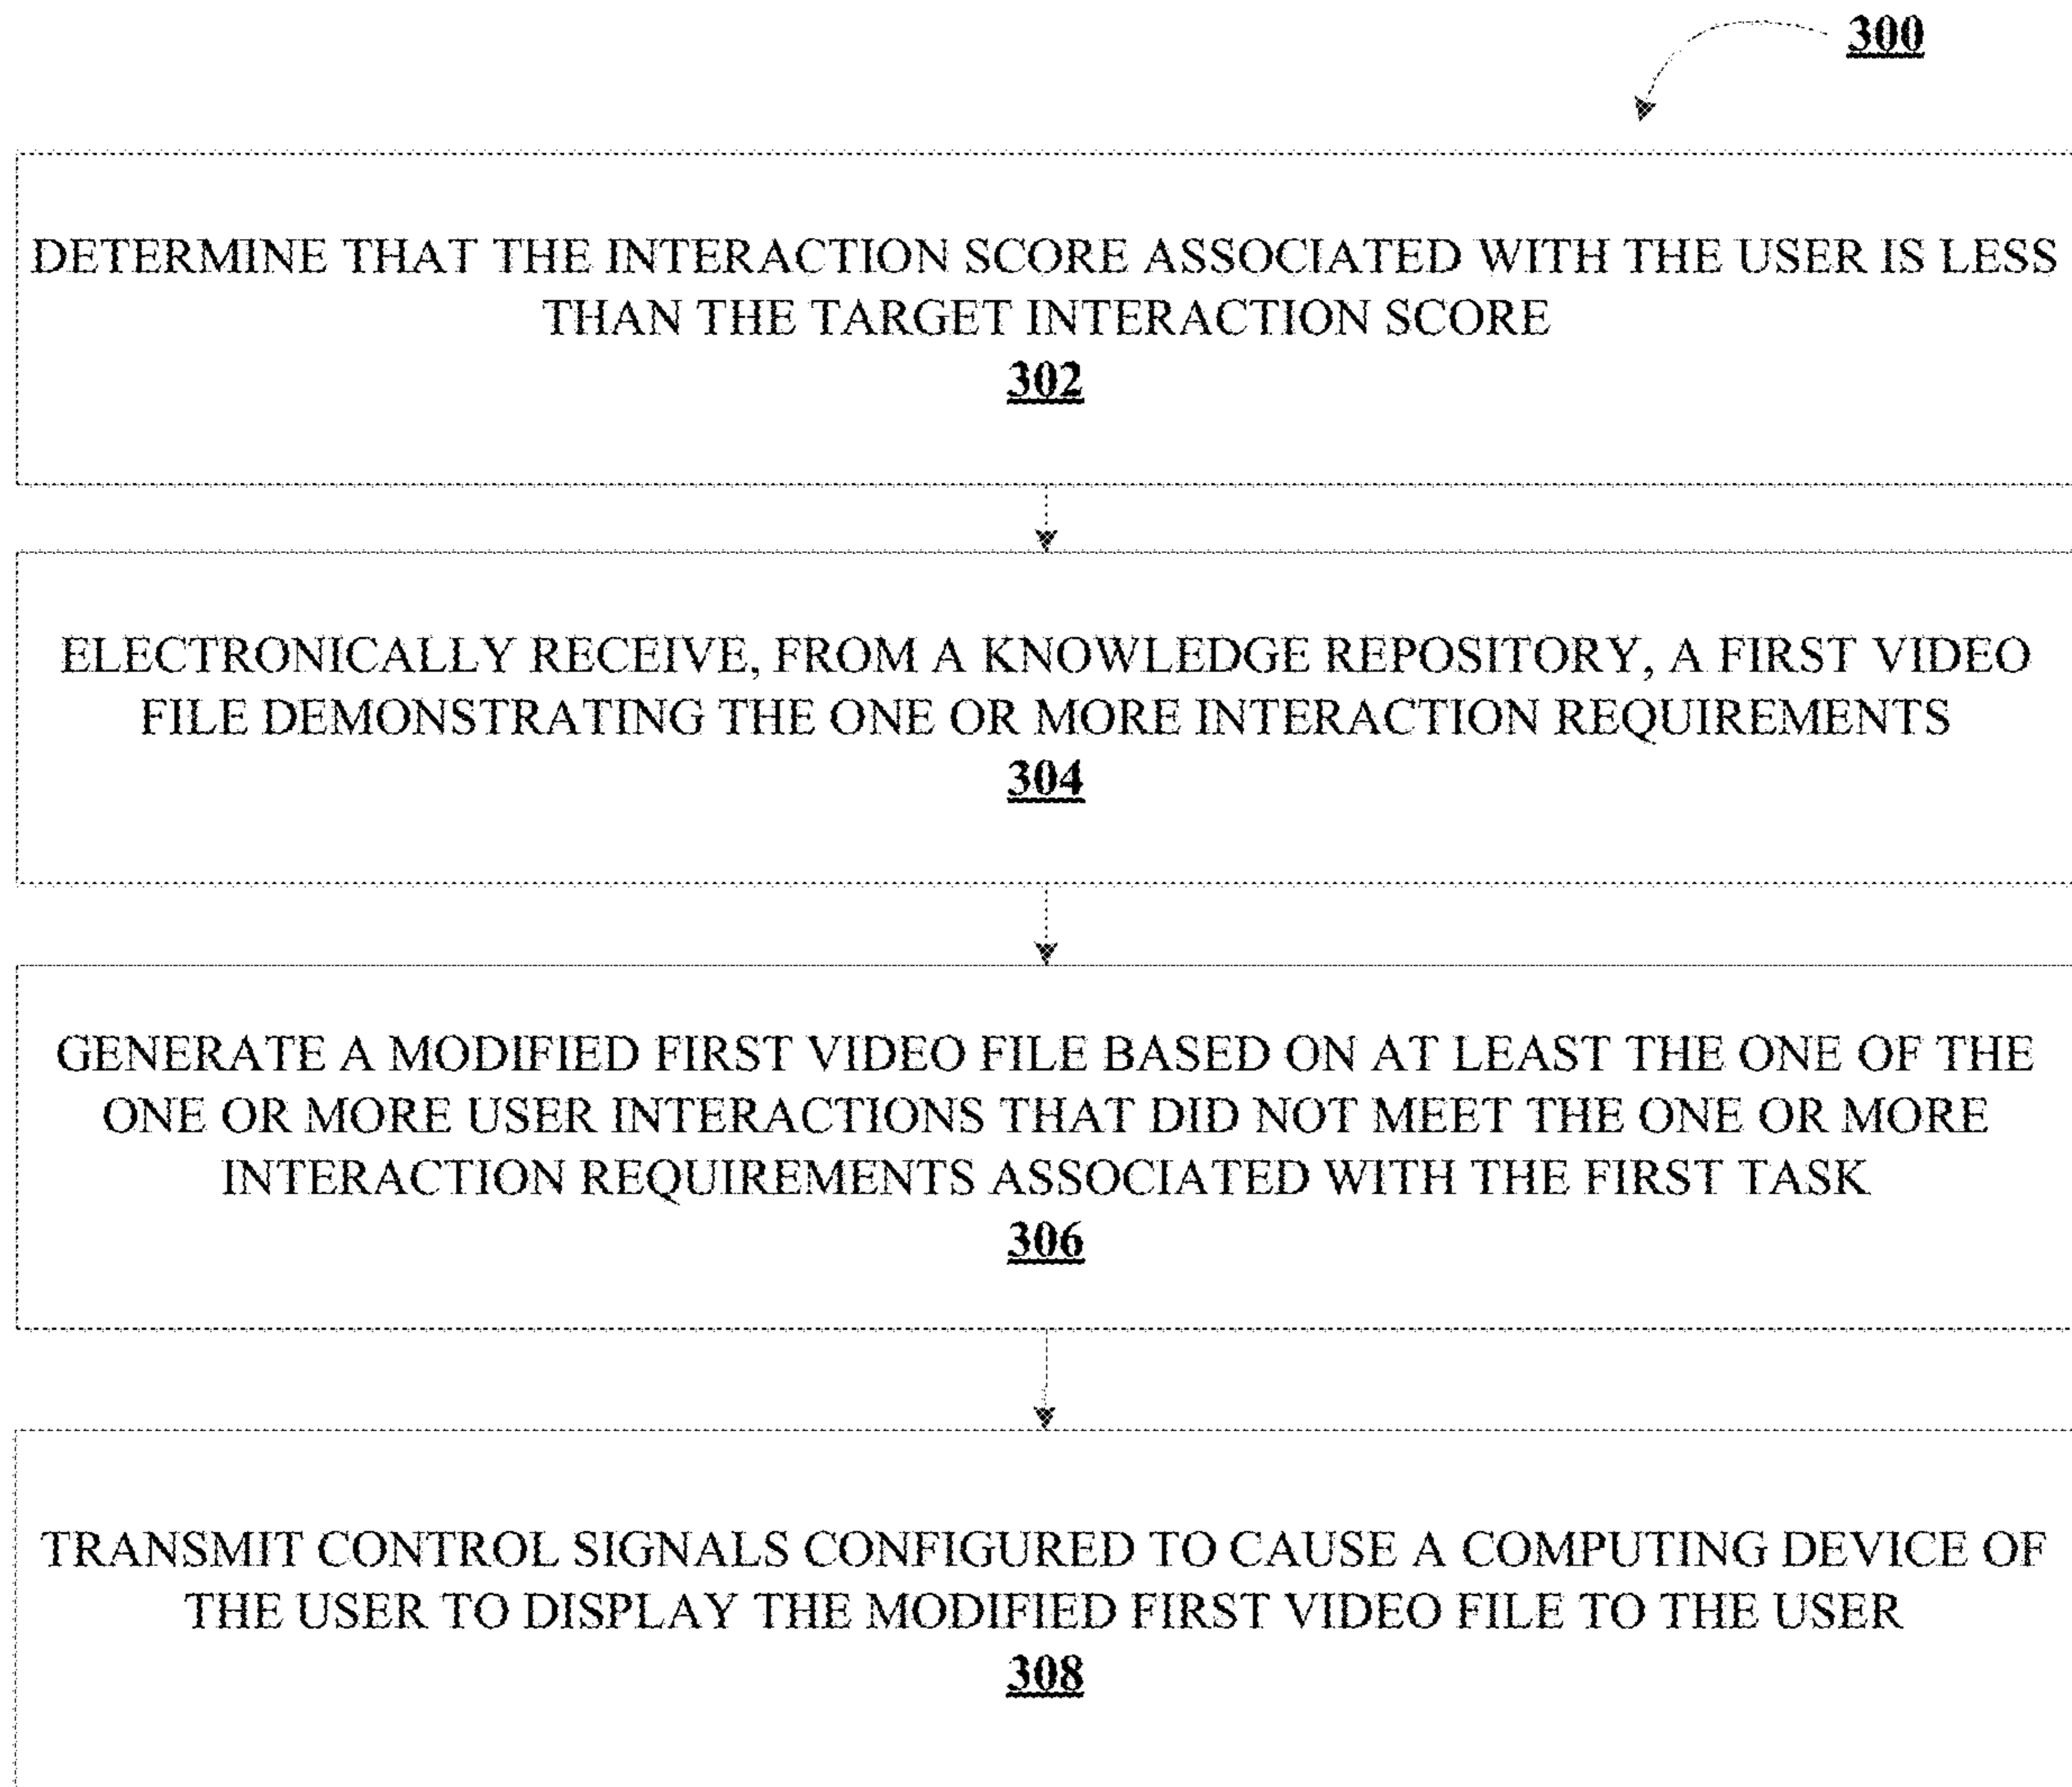 300
DETERMINE THAT THE INTERACTION SCORE ASSOCIATED WITH THE USER IS LESS
THAN THE TARGET INTERACTION SCORE
302
ELECTRONICALLY RECEIVE, FROM A KNOWLEDGE REPOSITORY, A FIRST VIDEO
FILE DEMONSTRATING THE ONE OR MORE INTERACTION REQUIREMENTS
304
GENERATE A MODIFIED FIRST VIDEO FILE BASED ON AT LEAST THE ONE OF THE
ONE OR MORE USER INTERACTIONS THAT DID NOT MEET THE ONE OR MORE
INTERACTION REQUIREMENTS ASSOCIATED WITH THE FIRST TASK
306
TRANSMIT CONTROL SIGNALS CONFIGURED TO CAUSE A COMPUTING DEVICE OF
THE USER TO DISPLAY THE MODIFIED FIRST VIDEO FILE TO THE USER
308